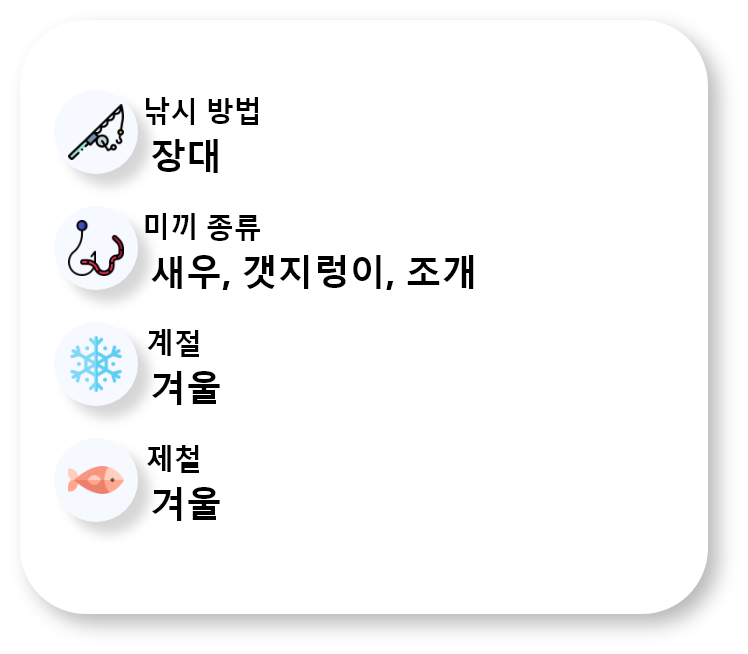 낚시 방법
장대
미끼 종류
새우, 갯지렁이, 조개
계절
겨울
제철
겨울